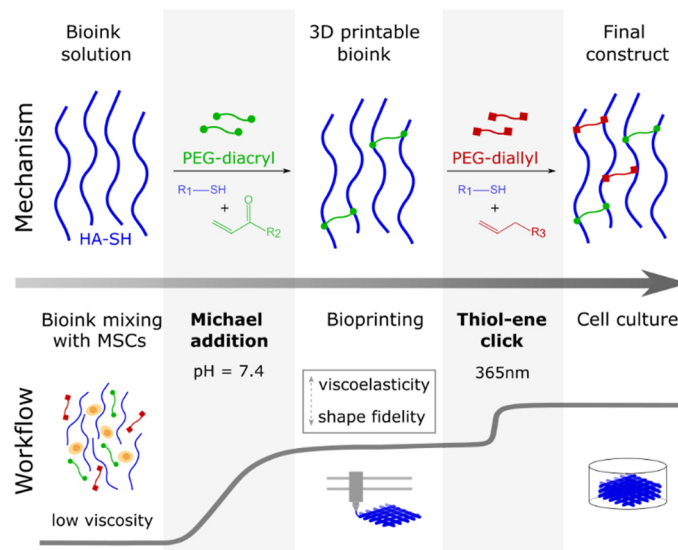 Bioink
solution
3D printable
bioink
Final
construct
Mechanism
HA-SH
PEG-diacryl
R1—SH
+
O
R2
PEG-diallyl
R1—SH
+
R3
Bioink mixing
with MSCs
Michael
addition
pH = 7.4
Bioprinting
Thiol-ene
click
365nm
Cell culture
Workflow
viscoelasticity
shape fidelity
low viscosity